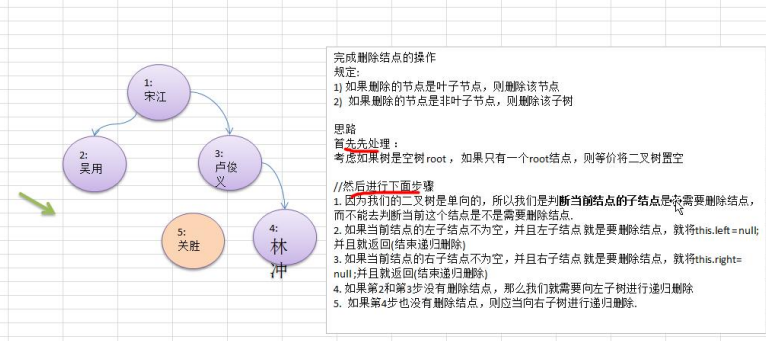 1:
宋江
2:
吴用
3:
卢俊
义
5:
关胜
4:
林
冲
完成删除结点的操作
规定:
1) 如果删除的节点是叶子节点，则删除该节点
2) 如果删除的节点是非叶子节点，则删除该子树
思路
首先先处理：
考虑如果树是空树 root ，如果只有一个root结点，则等价将二叉树置空
//然后进行下面步骤
1. 因为我们的二叉树是单向的，所以我们是判断当前结点的子结点是 需要删除结点，
而不能去判断当前这个结点是不是需要删除结点.
2. 如果当前结点的左子结点不为空，并且左子结点 就是要删除结点，就将this.left = null;
并且就返回(结束递归删除)
3. 如果当前结点的右子结点不为空，并且右子结点 就是要删除结点，就将this.right=
null ;并且就返回(结束递归删除)
4. 如果第2和第3步没有删除结点，那么我们就需要向左子树进行递归删除
5. 如果第4步也没有删除结点，则应当向右子树进行递归删除.